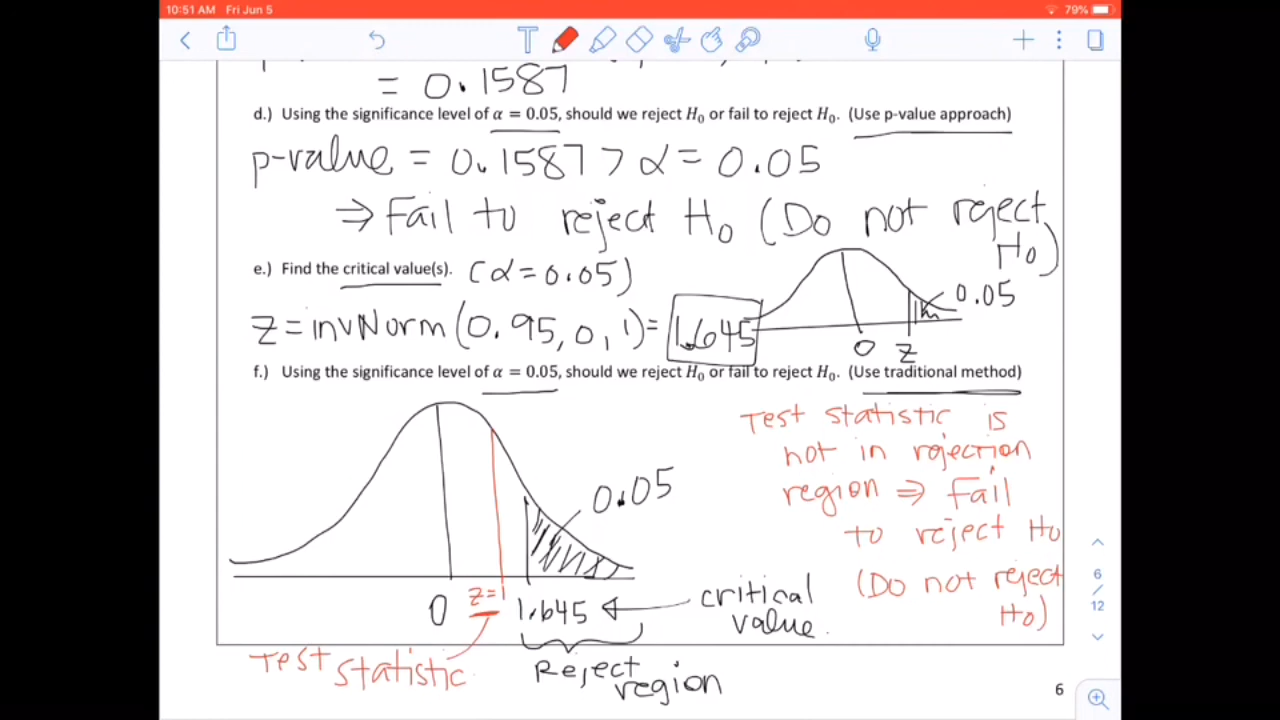 10:51 AM Fri Jun 5
79%
= 0.1587
d.) Using the significance level of α = 0.05, should we reject H₀ or fail to reject H₀. (Use p-value approach)
p-value = 0.1587 > α = 0.05
⇒ Fail to reject H₀ (Do not reject H₀)
e.) Find the critical value(s). (α = 0.05)
0.05
z = invNorm(0.95, 0, 1) = 1.645
0 z
f.) Using the significance level of α = 0.05, should we reject H₀ or fail to reject H₀. (Use traditional method)
Test statistic is
not in rejection
region ⇒ Fail
to reject H₀
(Do not reject
H₀)
0.05
0 z=1 1.645 ← critical
value.
Test statistic
Reject
region
6
/
12
6